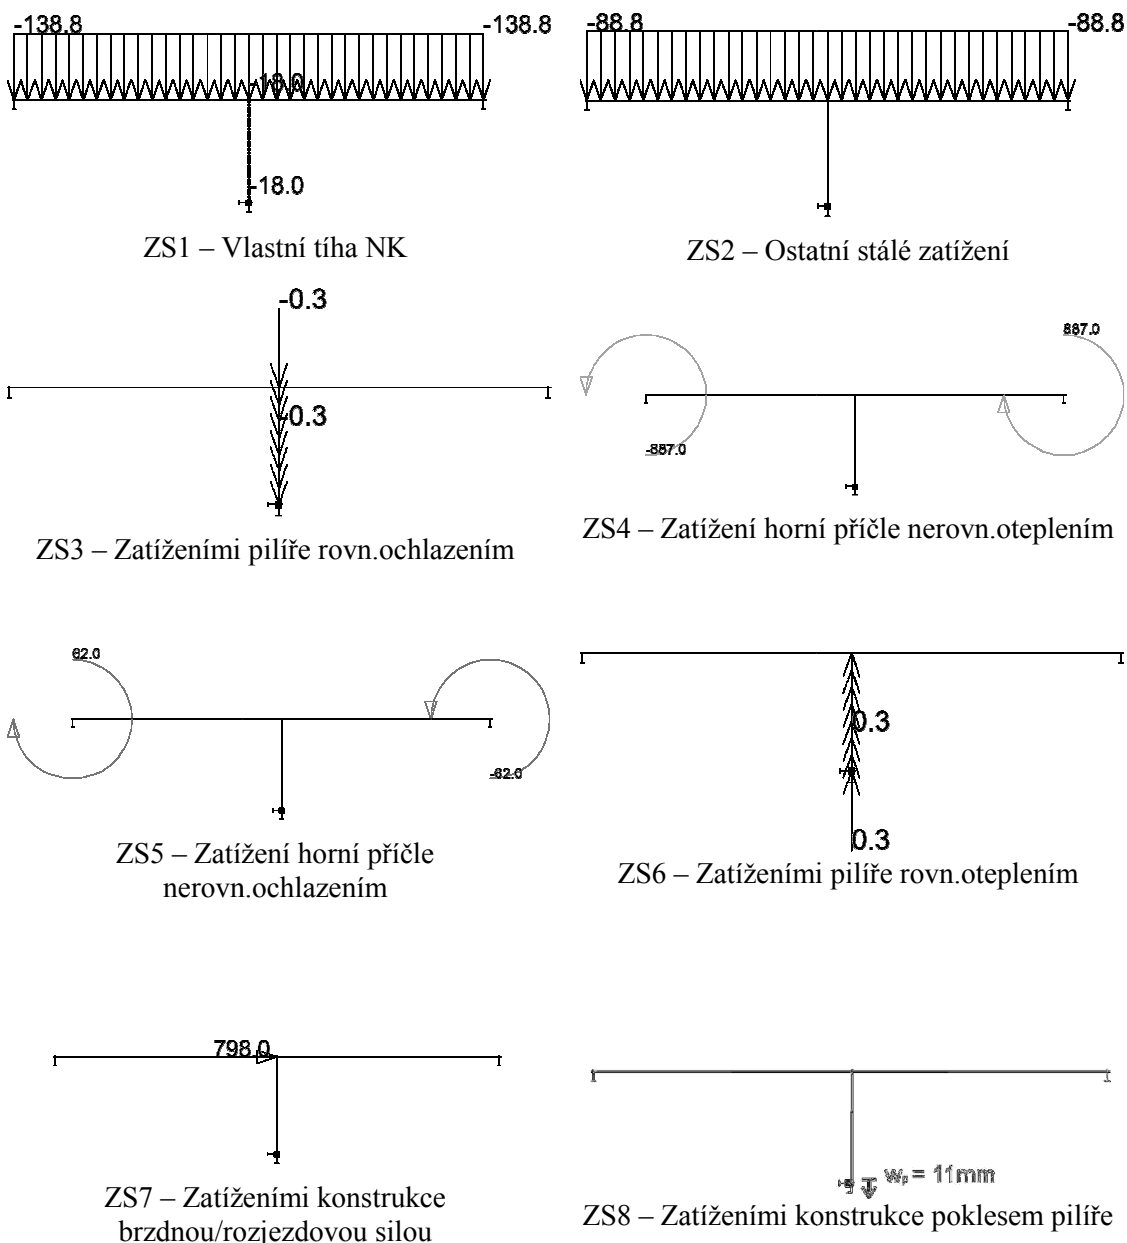 -138.8 -138.8
-18.0
-18.0
ZS1 – Vlastní tíha NK
-88.8 -88.8
ZS2 – Ostatní stálé zatížení
-0.3
-0.3
ZS3 – Zatíženími pilíře rovn.ochlazením
887.0
-887.0
ZS4 – Zatížení horní příčle nerovn.oteplením
62.0
-62.0
ZS5 – Zatížení horní příčle
nerovn.ochlazením
0.3
0.3
ZS6 – Zatíženími pilíře rovn.oteplením
798.0
ZS7 – Zatíženími konstrukce
brzdnou/rozjezdovou silou
wₚ = 11mm
ZS8 – Zatíženími konstrukce poklesem pilíře